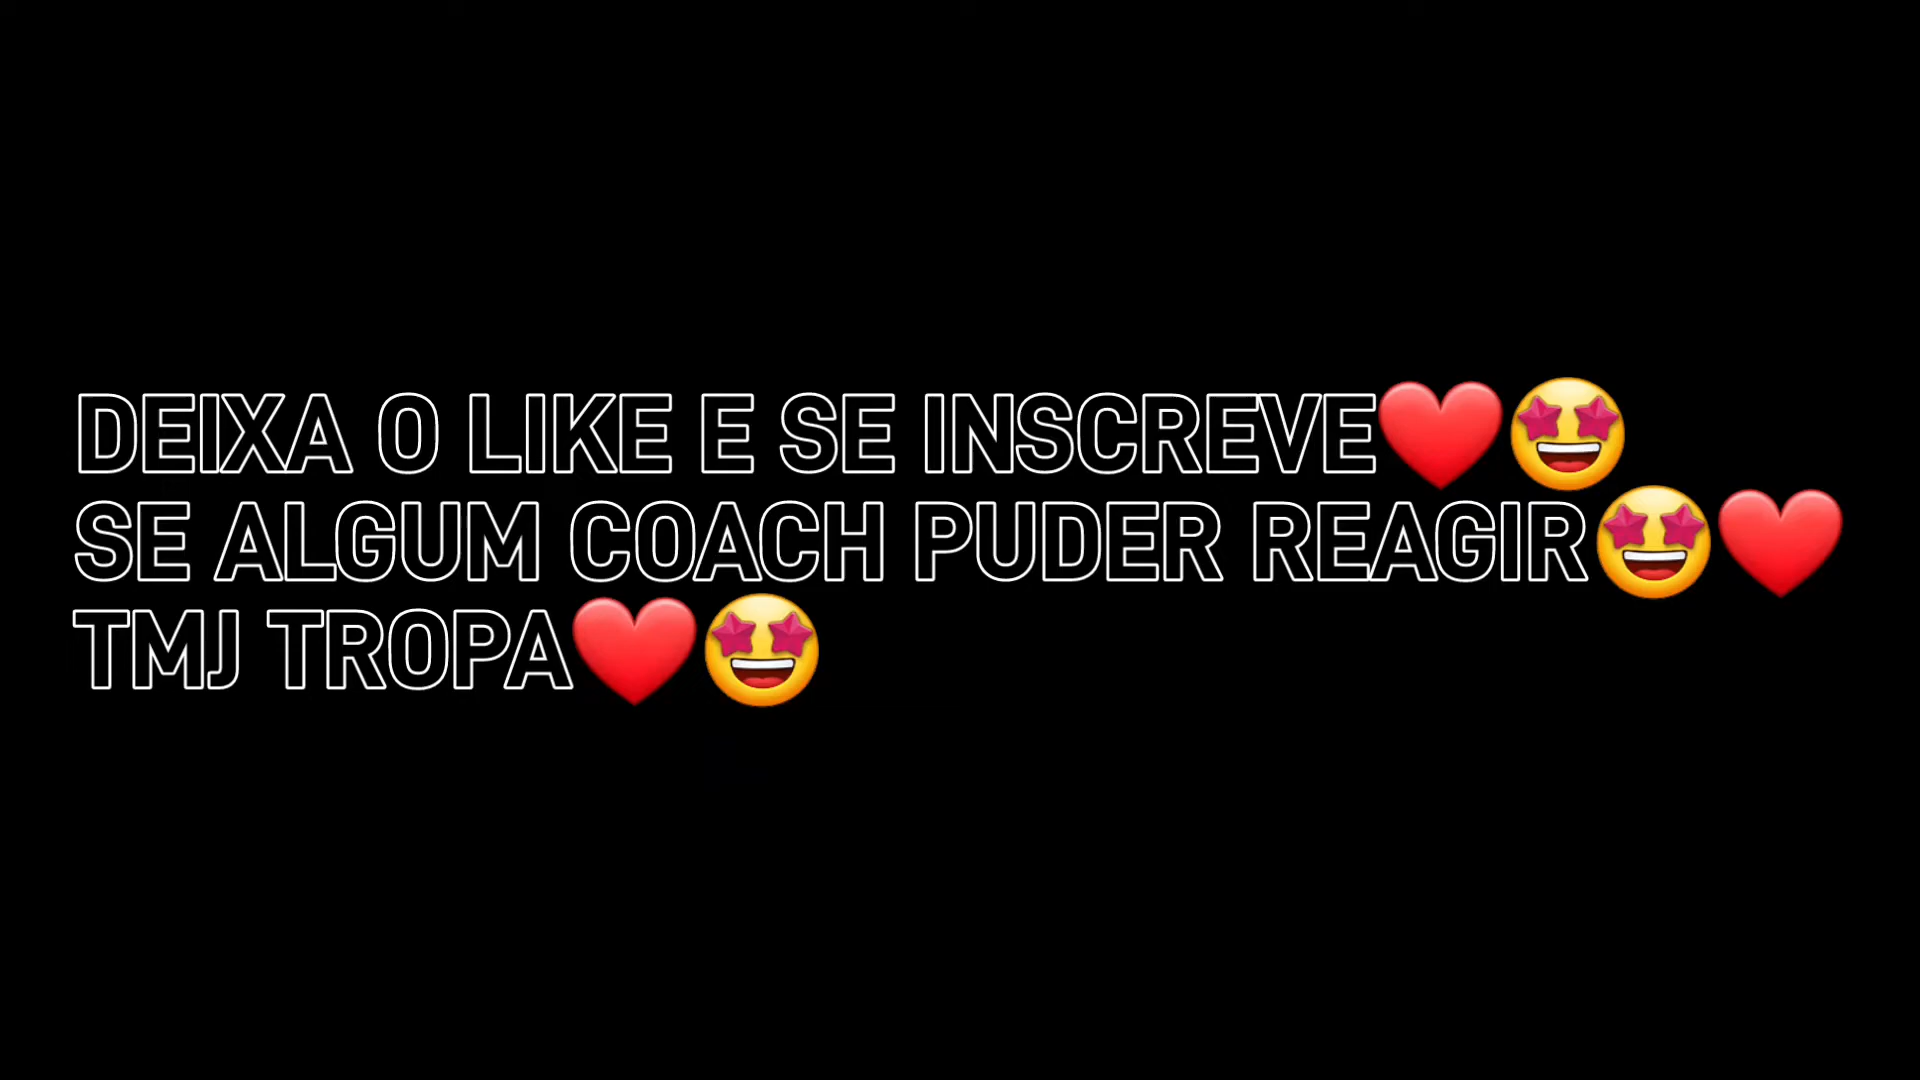 DEIXA O LIKE E SE INSCREVE❤️🤩
SE ALGUM COACH PUDER REAGIR🤩❤️
TMJ TROPA❤️🤩